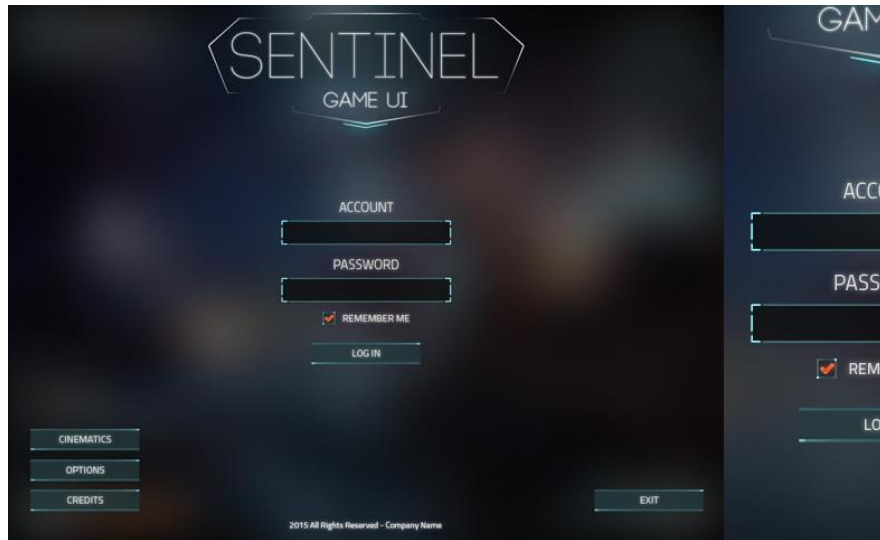 SENTINEL
GAME UI
ACCOUNT
PASSWORD
REMEMBER ME
LOG IN
CINEMATICS
OPTIONS
CREDITS
EXIT
2015 All Rights Reserved - Company Name
GAM
ACCO
PASS
REM
LO